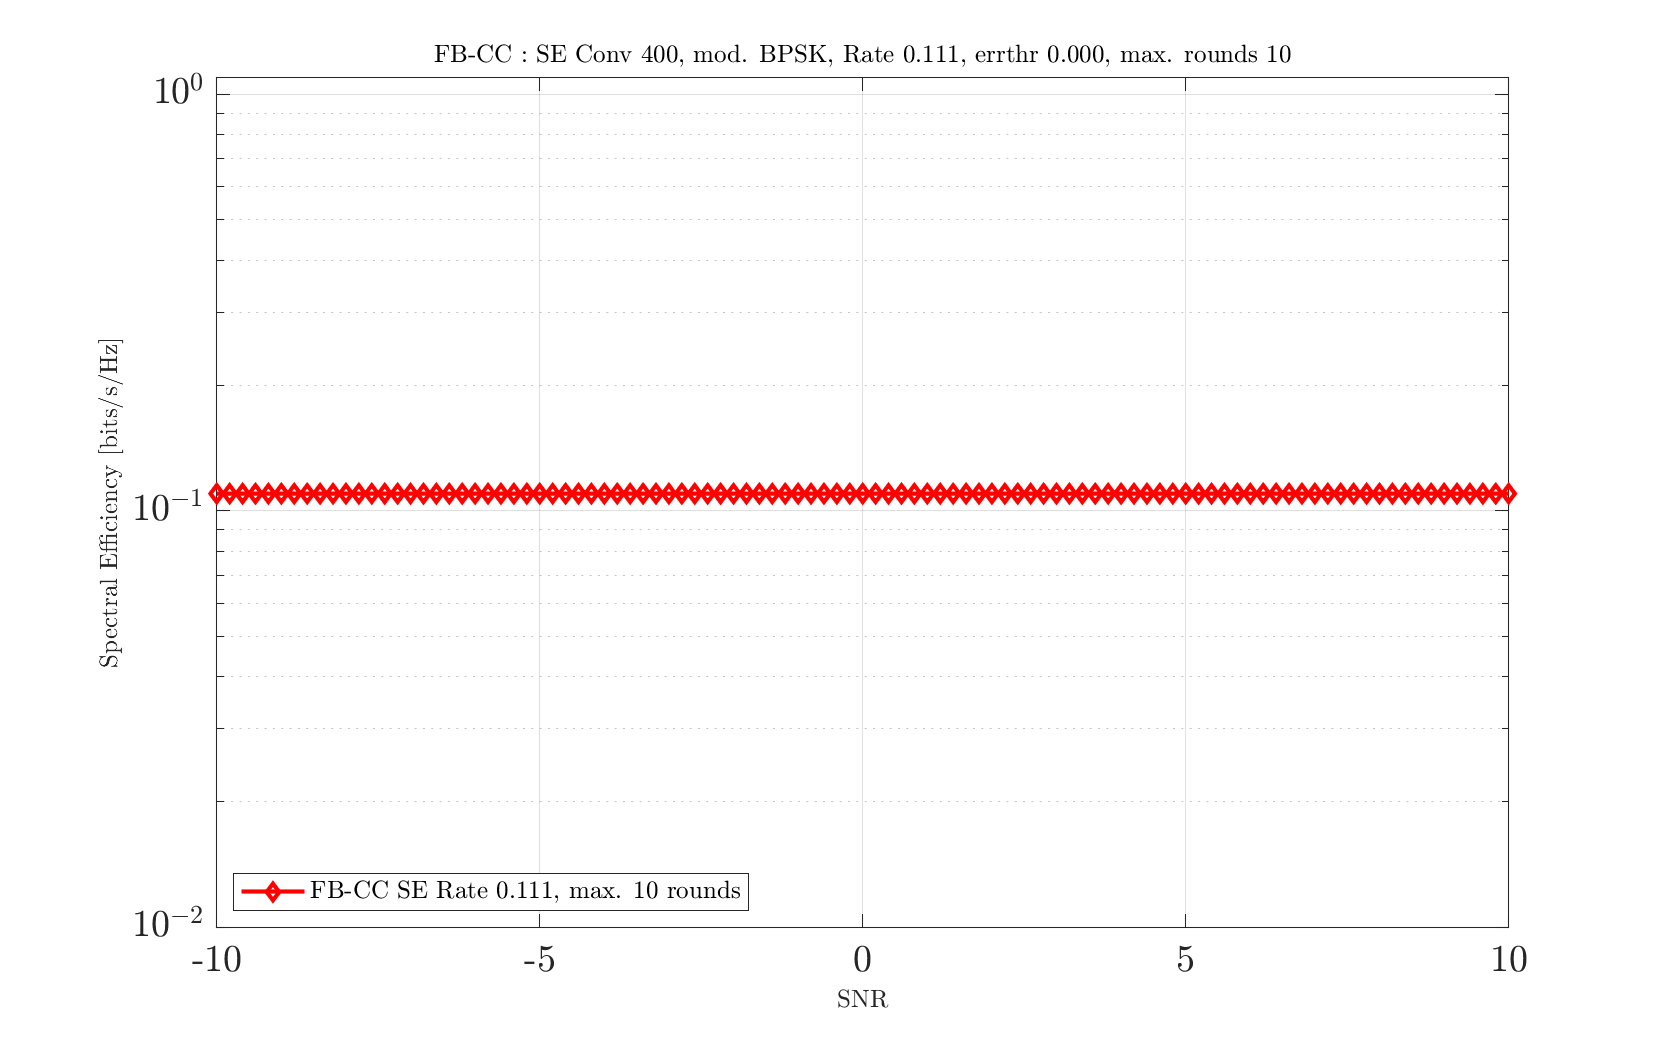 FB-CC : SE Conv 400, mod. BPSK, Rate 0.111, errthr 0.000, max. rounds 10
10^0
10^{-1}
10^{-2}
Spectral Efficiency [bits/s/Hz]
FB-CC SE Rate 0.111, max. 10 rounds
-10 -5 0 5 10
SNR